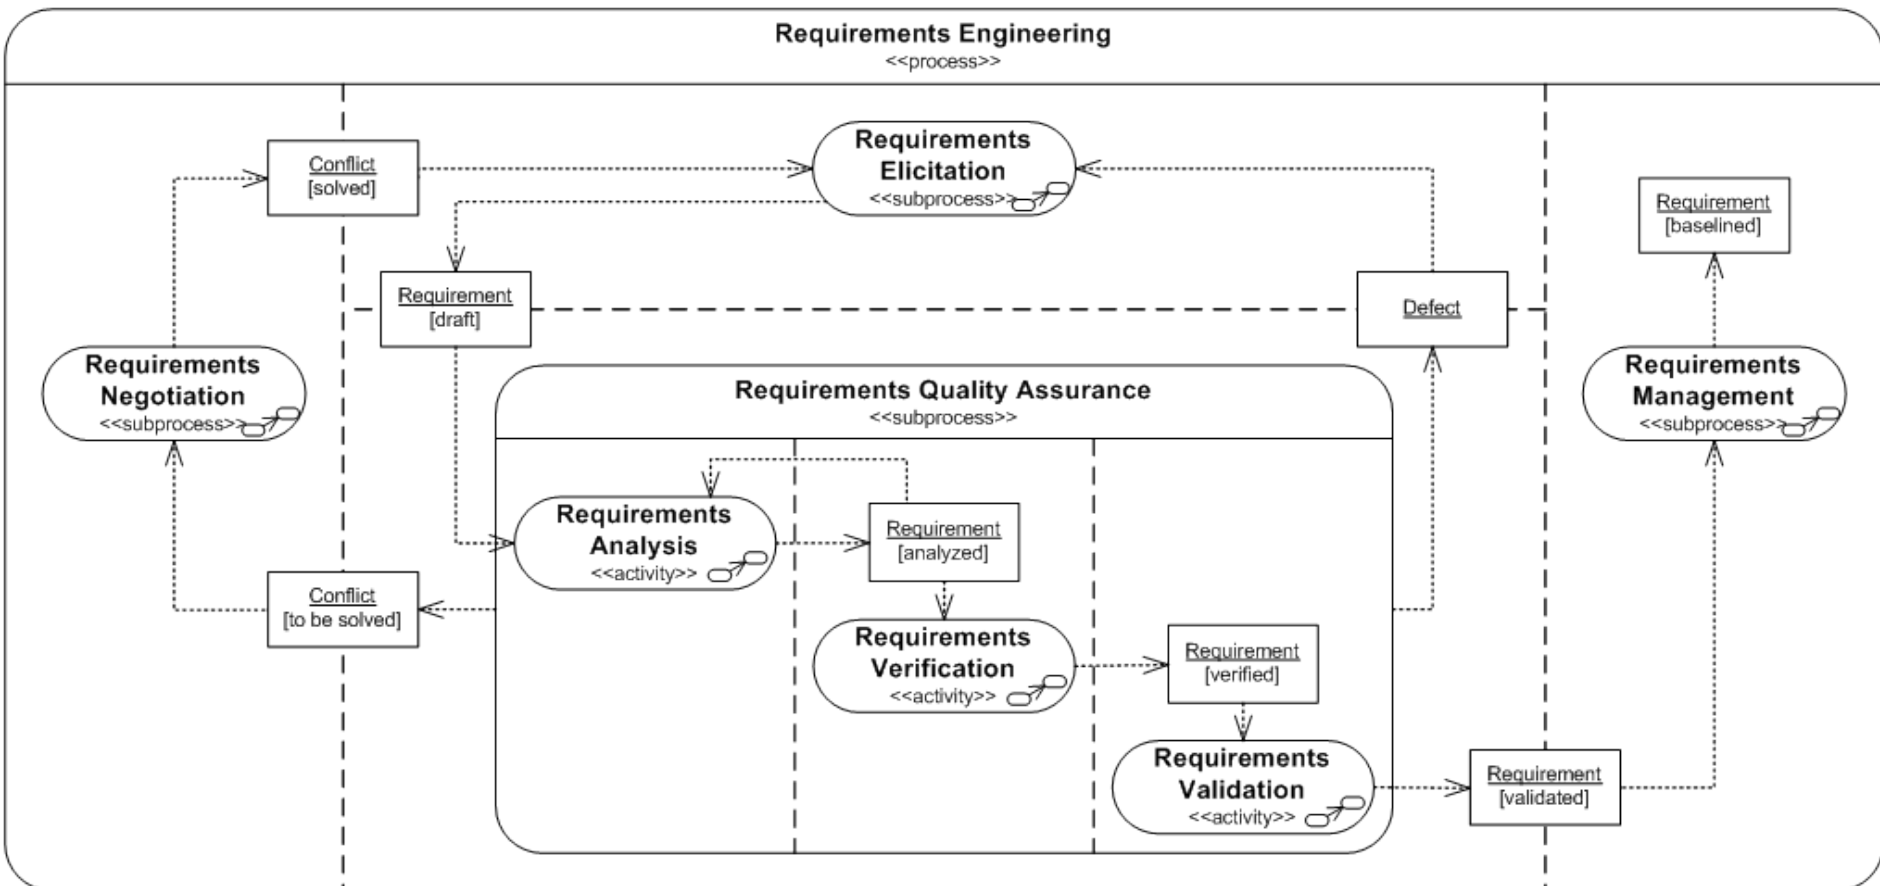 Requirements Engineering
<<process>>
Conflict
[solved]
Requirements
Elicitation
<<subprocess>>
Requirement
[baselined]
Requirement
[draft]
Defect
Requirements
Negotiation
<<subprocess>>
Requirements Quality Assurance
<<subprocess>>
Requirements
Management
<<subprocess>>
Requirements
Analysis
<<activity>>
Requirement
[analyzed]
Conflict
[to be solved]
Requirements
Verification
<<activity>>
Requirement
[verified]
Requirements
Validation
<<activity>>
Requirement
[validated]